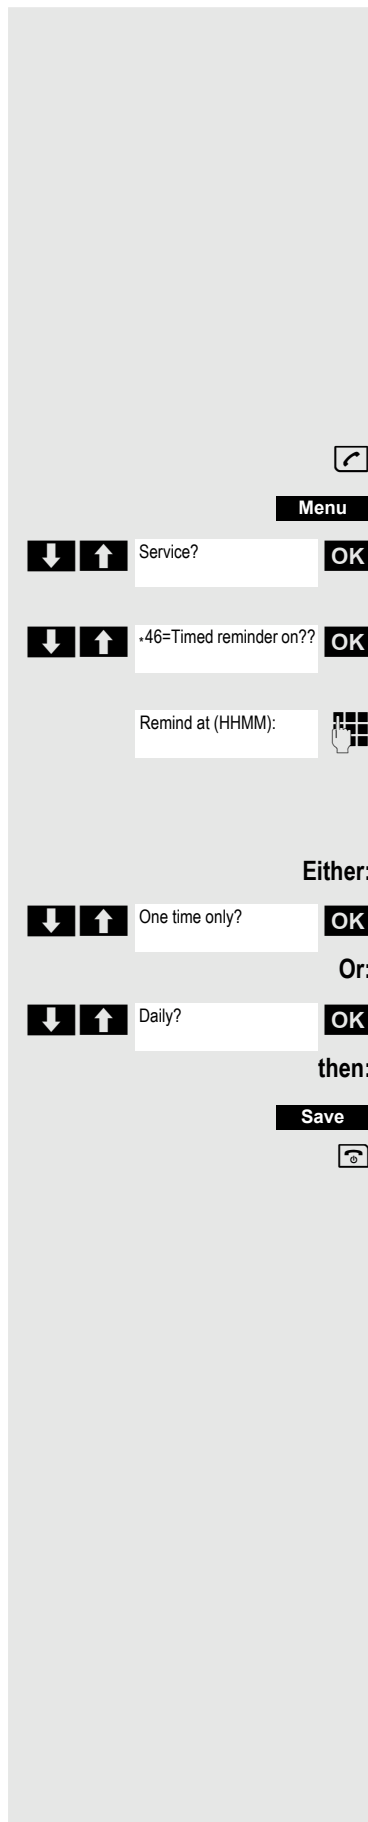 Menu
Service? OK
*46=Timed reminder on?? OK
Remind at (HHMM):
Either:
One time only? OK
Or:
Daily? OK
then:
Save